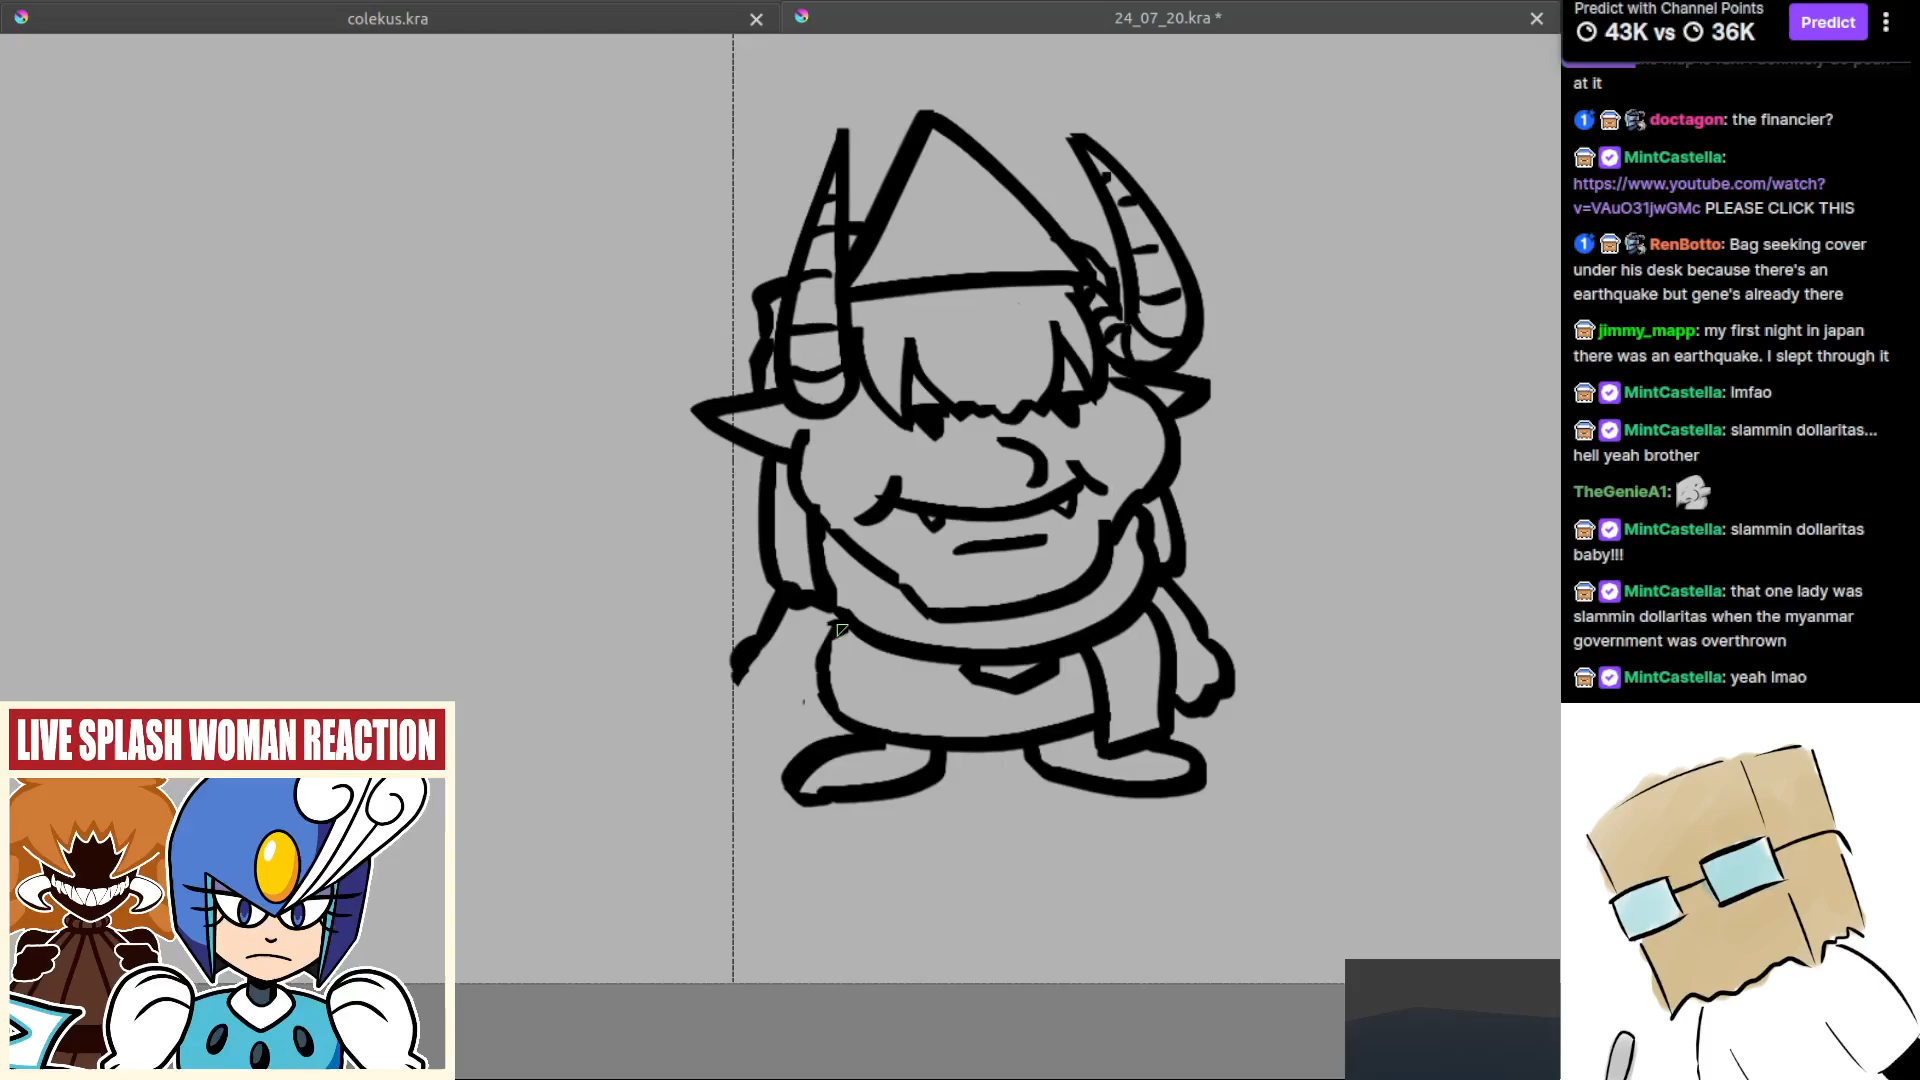 colekus.kra
24_07_20.kra *
Predict with Channel Points
43K vs 36K
Predict
at it
doctagon: the financier?
MintCastella:
https://www.youtube.com/watch?
v=VAuO31jwGMc PLEASE CLICK THIS
RenBotto: Bag seeking cover
under his desk because there's an
earthquake but gene's already there
jimmy_mapp: my first night in japan
there was an earthquake. I slept through it
MintCastella: lmfao
MintCastella: slammin dollaritas...
hell yeah brother
TheGenieA1:
MintCastella: slammin dollaritas
baby!!!
MintCastella: that one lady was
slammin dollaritas when the myanmar
government was overthrown
MintCastella: yeah lmao
LIVE SPLASH WOMAN REACTION